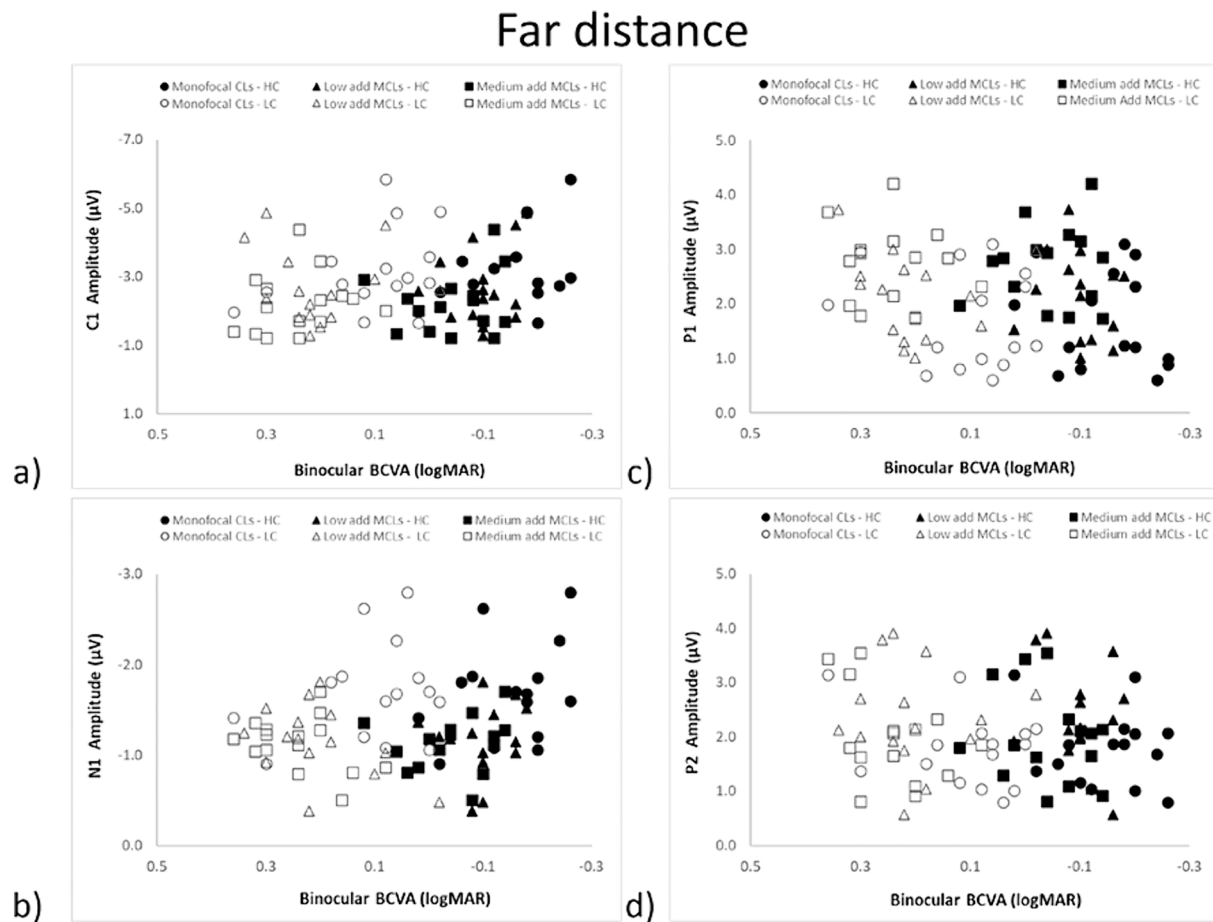 Far distance
Monofocal CLs - HC Low add MCLs - HC Medium add MCLs - HC
Monofocal CLs - LC Low add MCLs - LC Medium add MCLs - LC
-7.0
-5.0
-3.0
-1.0
1.0
C1 Amplitude (µV)
0.5 0.3 0.1 -0.1 -0.3
Binocular BCVA (logMAR)
a)
Monofocal CLs - HC Low add MCLs - HC Medium add MCLs - HC
Monofocal CLs - LC Low add MCLs - LC Medium Add MCLs - LC
5.0
4.0
3.0
2.0
1.0
0.0
P1 Amplitude (µV)
0.5 0.3 0.1 -0.1 -0.3
Binocular BCVA (logMAR)
c)
Monofocal CLs - HC Low add MCLs - HC Medium add MCLs - HC
Monofocal CLs - LC Low add MCLs - LC Medium add MCLs - LC
-3.0
-2.0
-1.0
0.0
N1 Amplitude (µV)
0.5 0.3 0.1 -0.1 -0.3
Binocular BCVA (logMAR)
b)
Monofocal CLs - HC Low add MCLs - HC Medium add MCLs - HC
Monofocal CLs - LC Low add MCLs - LC Medium add MCLs - LC
5.0
4.0
3.0
2.0
1.0
0.0
P2 Amplitude (µV)
0.5 0.3 0.1 -0.1 -0.3
Binocular BCVA (logMAR)
d)